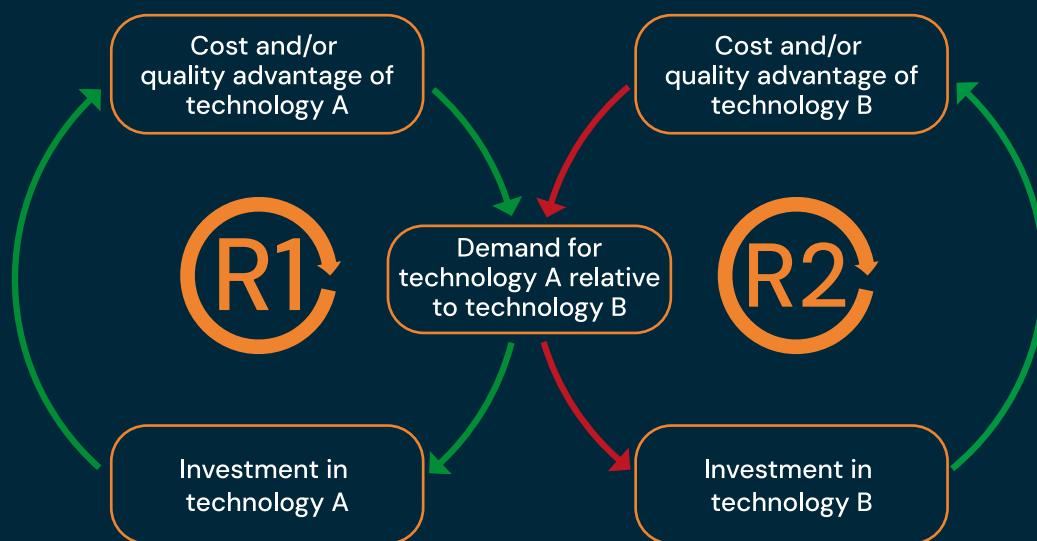 Cost and/or
quality advantage of
technology A
Cost and/or
quality advantage of
technology B
R1
Demand for
technology A relative
to technology B
R2
Investment in
technology A
Investment in
technology B